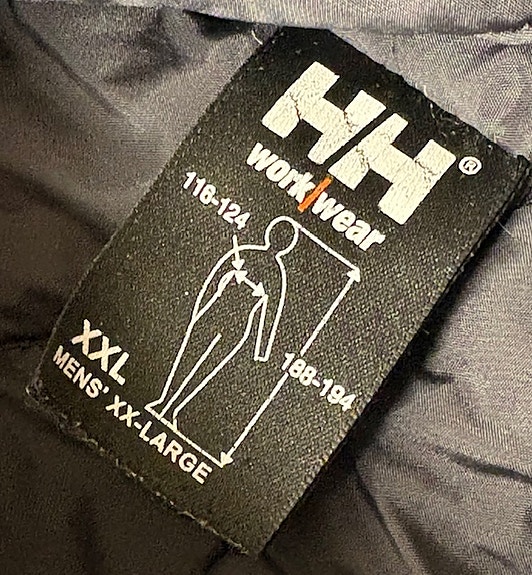 HH®
work/wear
116-124
188-194
XXL
MENS' XX-LARGE